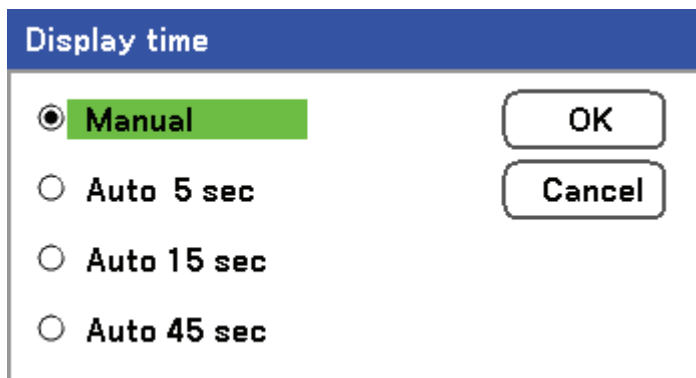 Display time
Manual
OK
Auto 5 sec
Cancel
Auto 15 sec
Auto 45 sec